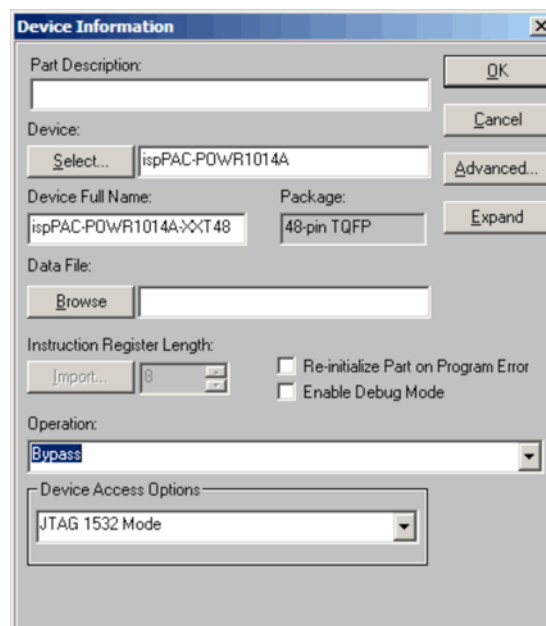 Device Information
Part Description:
OK
Device:
Cancel
Select... ispPAC-POWR1014A
Advanced...
Device Full Name: Package:
ispPAC-POWR1014A-XXT48 48-pin TQFP
Expand
Data File:
Browse
Instruction Register Length:
Import... 8
Re-initialize Part on Program Error
Enable Debug Mode
Operation:
Bypass
Device Access Options
JTAG 1532 Mode